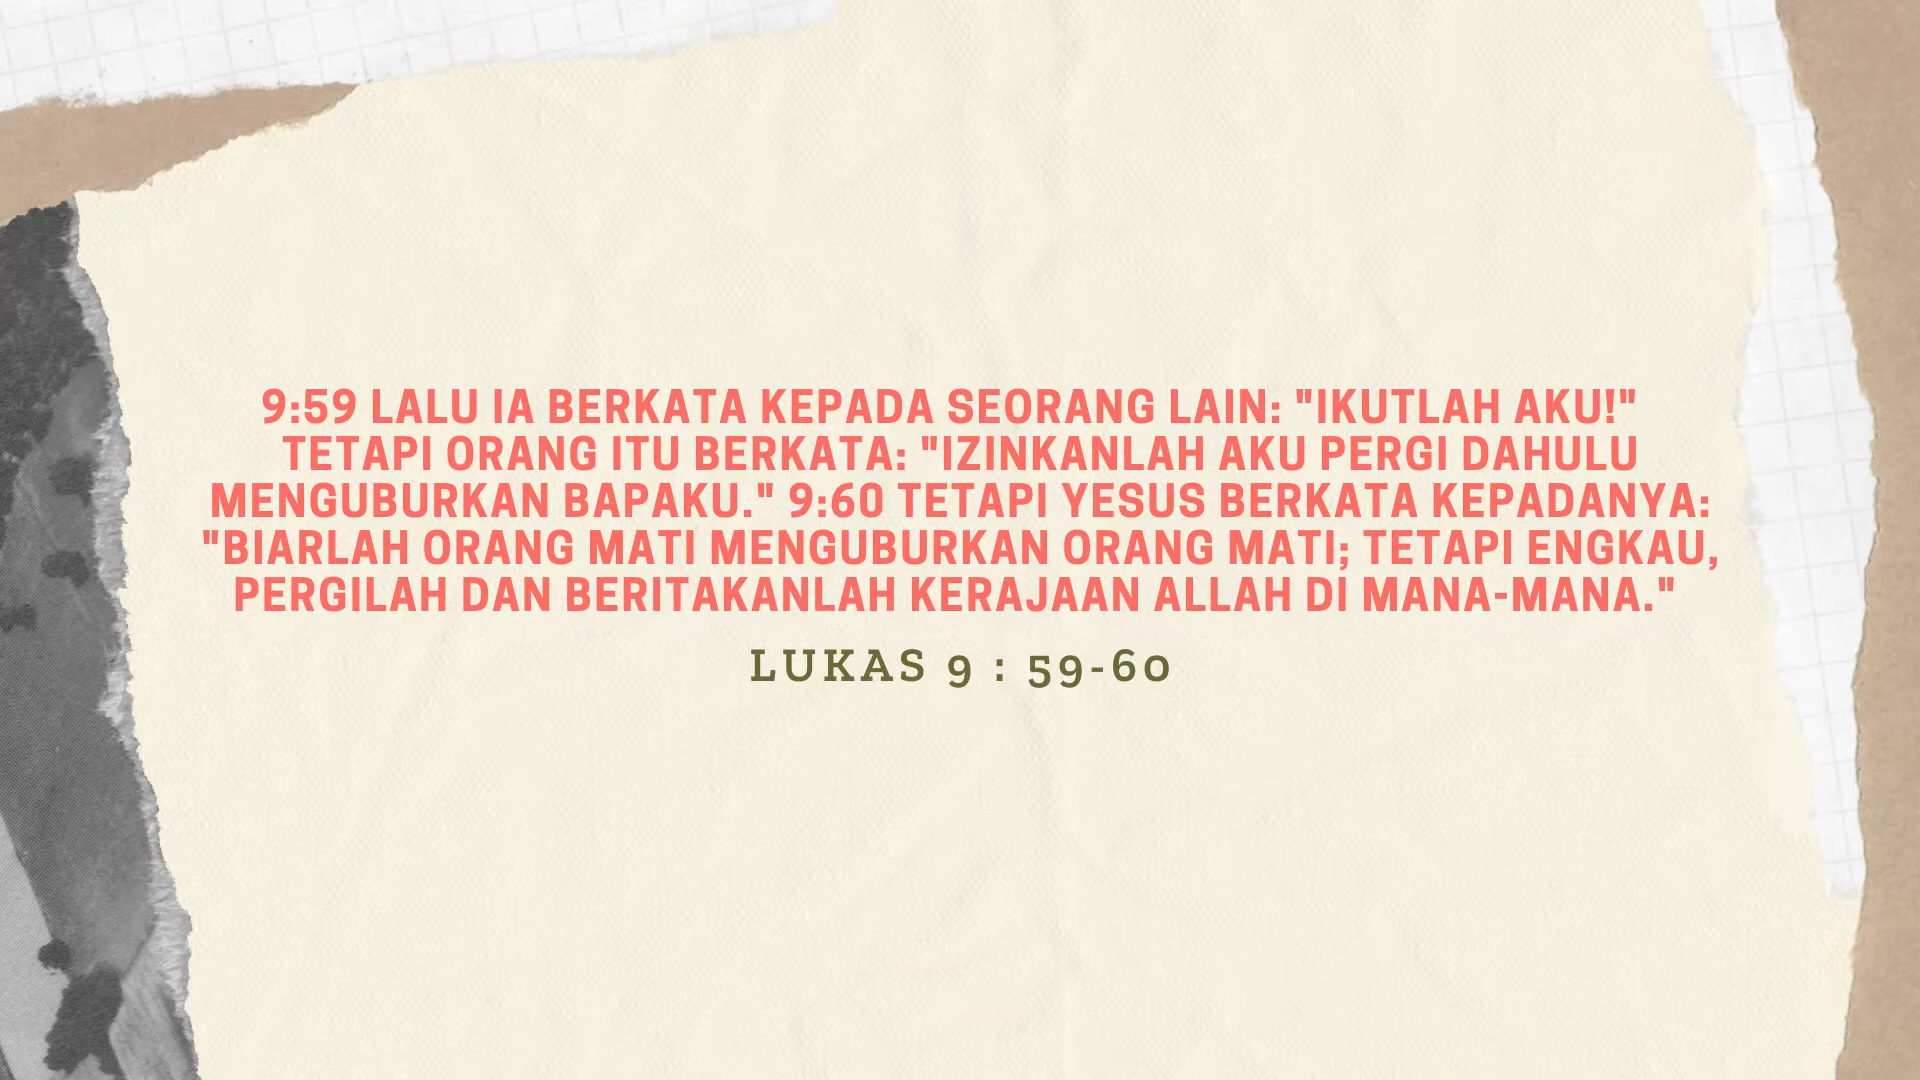 9:59 LALU IA BERKATA KEPADA SEORANG LAIN: "IKUTLAH AKU!"
TETAPI ORANG ITU BERKATA: "IZINKANLAH AKU PERGI DAHULU
MENGUBURKAN BAPAKU." 9:60 TETAPI YESUS BERKATA KEPADANYA:
"BIARLAH ORANG MATI MENGUBURKAN ORANG MATI; TETAPI ENGKAU,
PERGILAH DAN BERITAKANLAH KERAJAAN ALLAH DI MANA-MANA."
LUKAS 9 : 59-60